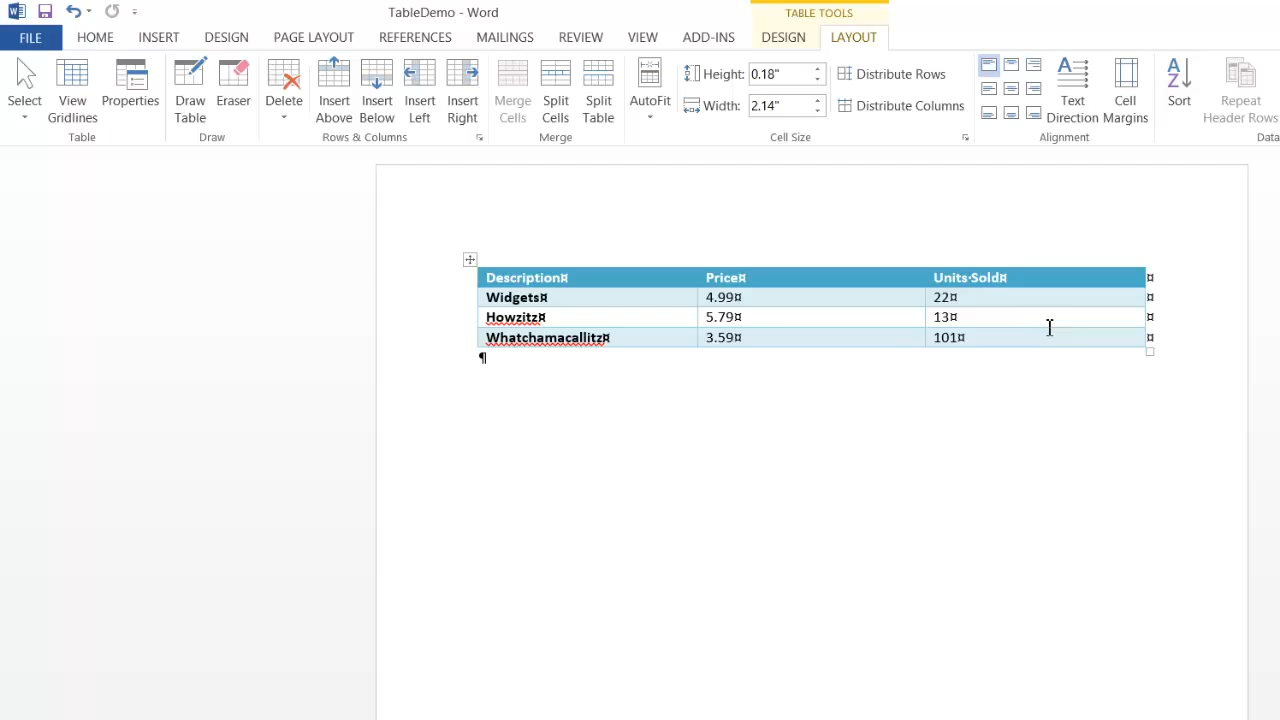 TableDemo - Word
TABLE TOOLS
FILE HOME INSERT DESIGN PAGE LAYOUT REFERENCES MAILINGS REVIEW VIEW ADD-INS DESIGN LAYOUT
Select
View Gridlines
Properties
Table
Draw Table
Eraser
Draw
Delete
Insert Above
Insert Below
Insert Left
Insert Right
Rows & Columns
Merge Cells
Split Cells
Split Table
Merge
AutoFit
Height: 0.18"
Width: 2.14"
Distribute Rows
Distribute Columns
Cell Size
Text Direction
Cell Margins
Alignment
Sort
Repeat Header Rows
Data
Description¤ Price¤ Units·Sold¤ ¤
Widgets¤ 4.99¤ 22¤ ¤
Howzitz¤ 5.79¤ 13¤ ¤
Whatchamacallitz¤ 3.59¤ 101¤ ¤
¶